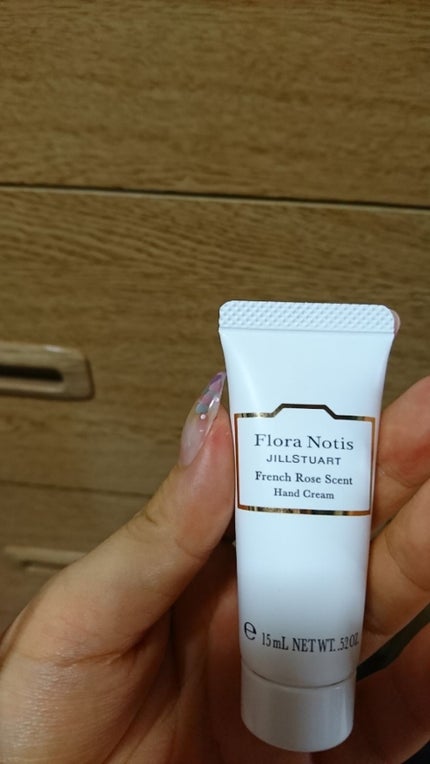 Flora Notis
JILLSTUART
French Rose Scent
Hand Cream
℮ 15mL NET WT. .52 OZ.